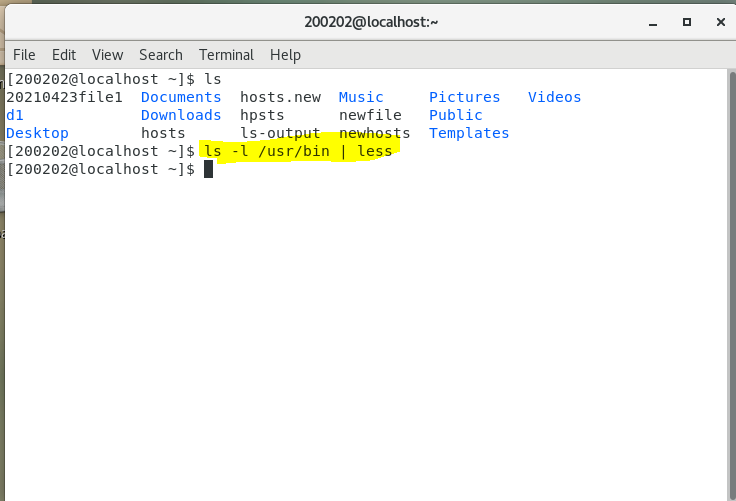 200202@localhost:~
File Edit View Search Terminal Help
[200202@localhost ~]$ ls
20210423file1 Documents hosts.new Music Pictures Videos
d1 Downloads hpsts newfile Public
Desktop hosts ls-output newhosts Templates
[200202@localhost ~]$ ls -l /usr/bin | less
[200202@localhost ~]$